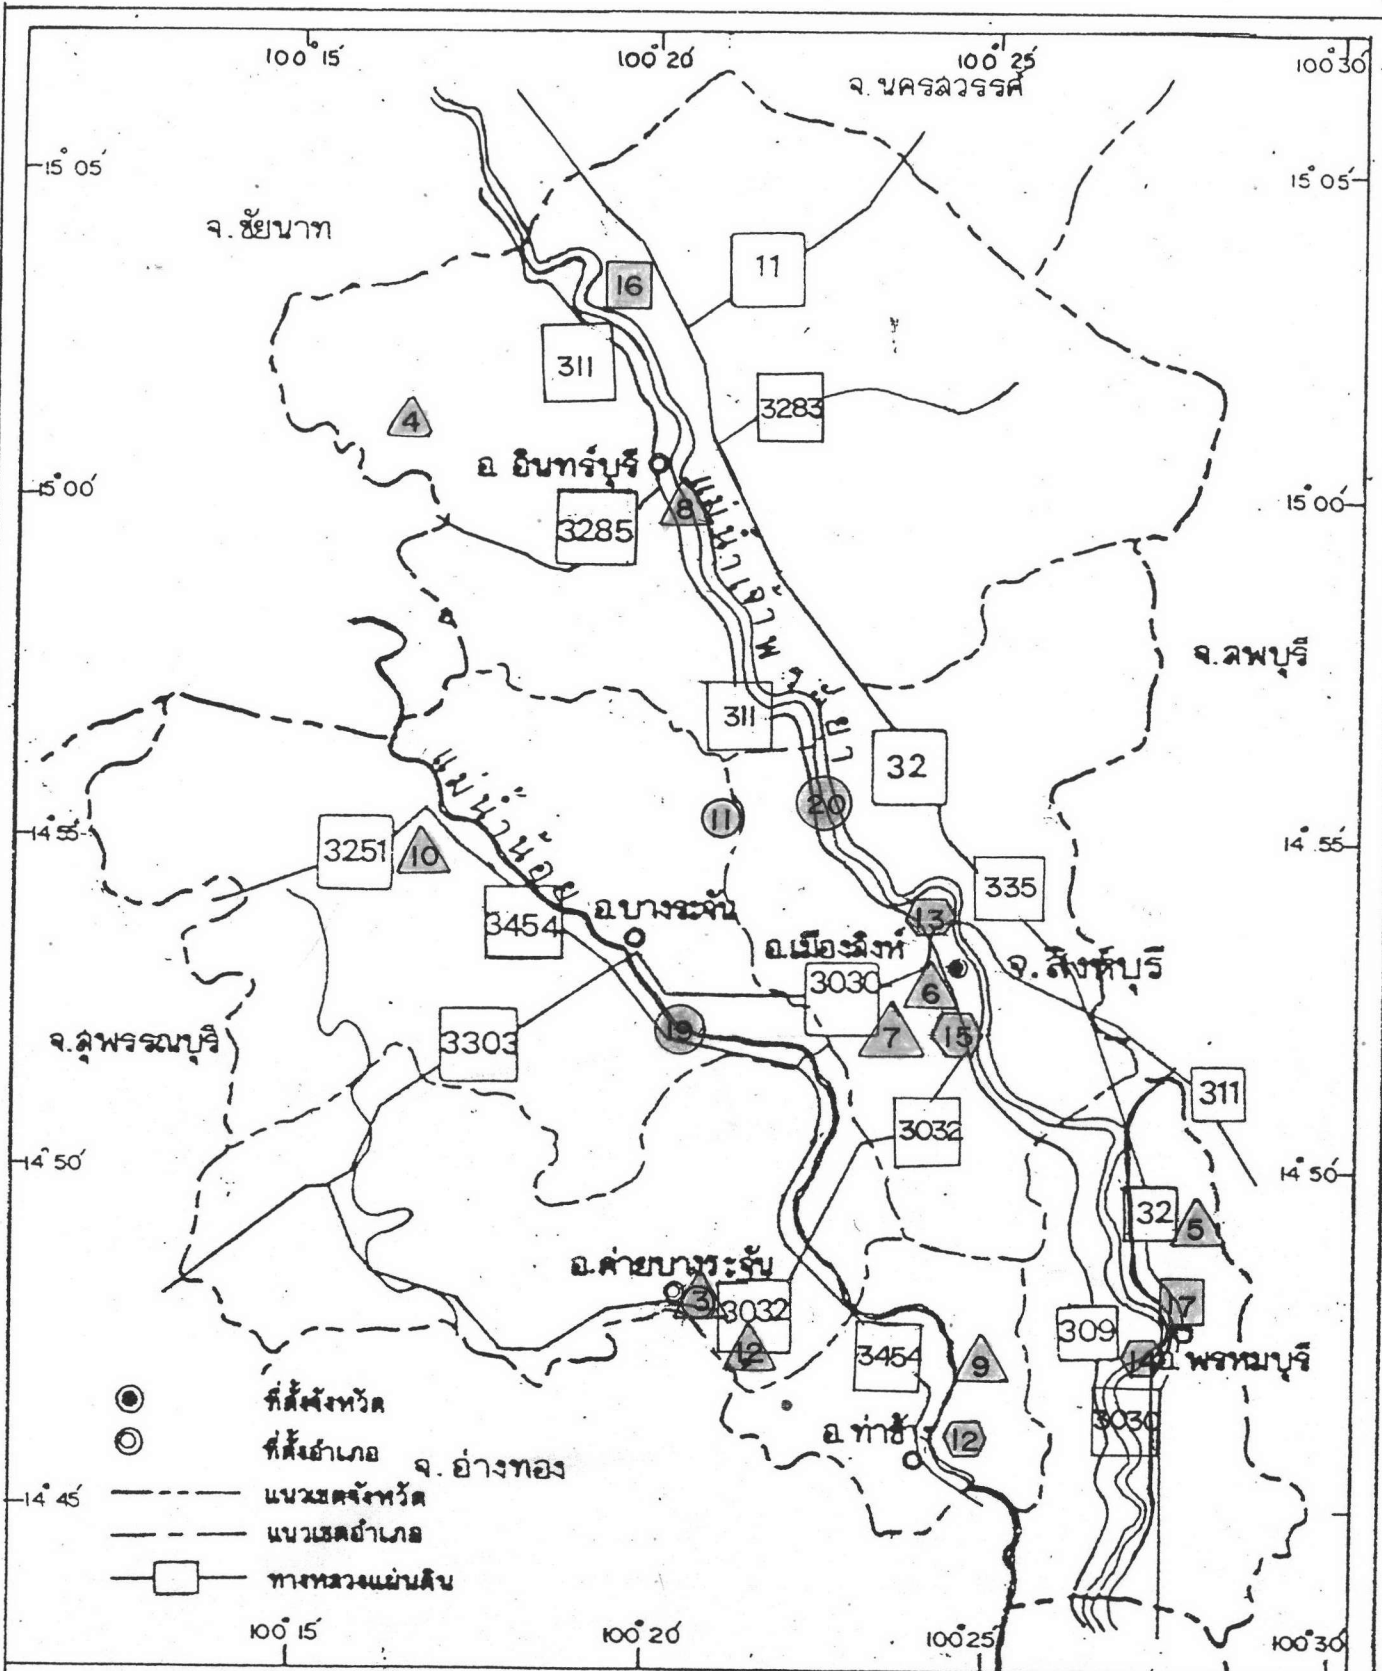 100°15′
100°20′
100°25′
100°30′
จ.นครสวรรค์
15°05′
15°05′
จ.ชัยนาท
11
16
311
3283
4
อ.อินทร์บุรี
15°00′
15°00′
8
3285
แม่น้ำเจ้าพระยา
จ.ลพบุรี
311
32
แม่น้ำน้อย
20
11
14°55′
14°55′
3251
10
335
3454
อ.บางระจัน
13
อ.เมืองสิงห์
จ.สิงห์บุรี
3030
6
19
7
15
จ.สุพรรณบุรี
3303
311
3032
14°50′
14°50′
32
5
อ.ค่ายบางระจัน
3
3032
17
309
12
3454
9
14
อ.พรหมบุรี
ที่ตั้งจังหวัด
3030
อ.ท่าช้าง
12
ที่ตั้งอำเภอ
จ.อ่างทอง
14°45′
แนวเขตจังหวัด
แนวเขตอำเภอ
ทางหลวงแผ่นดิน
100°15′
100°20′
100°25′
100°30′